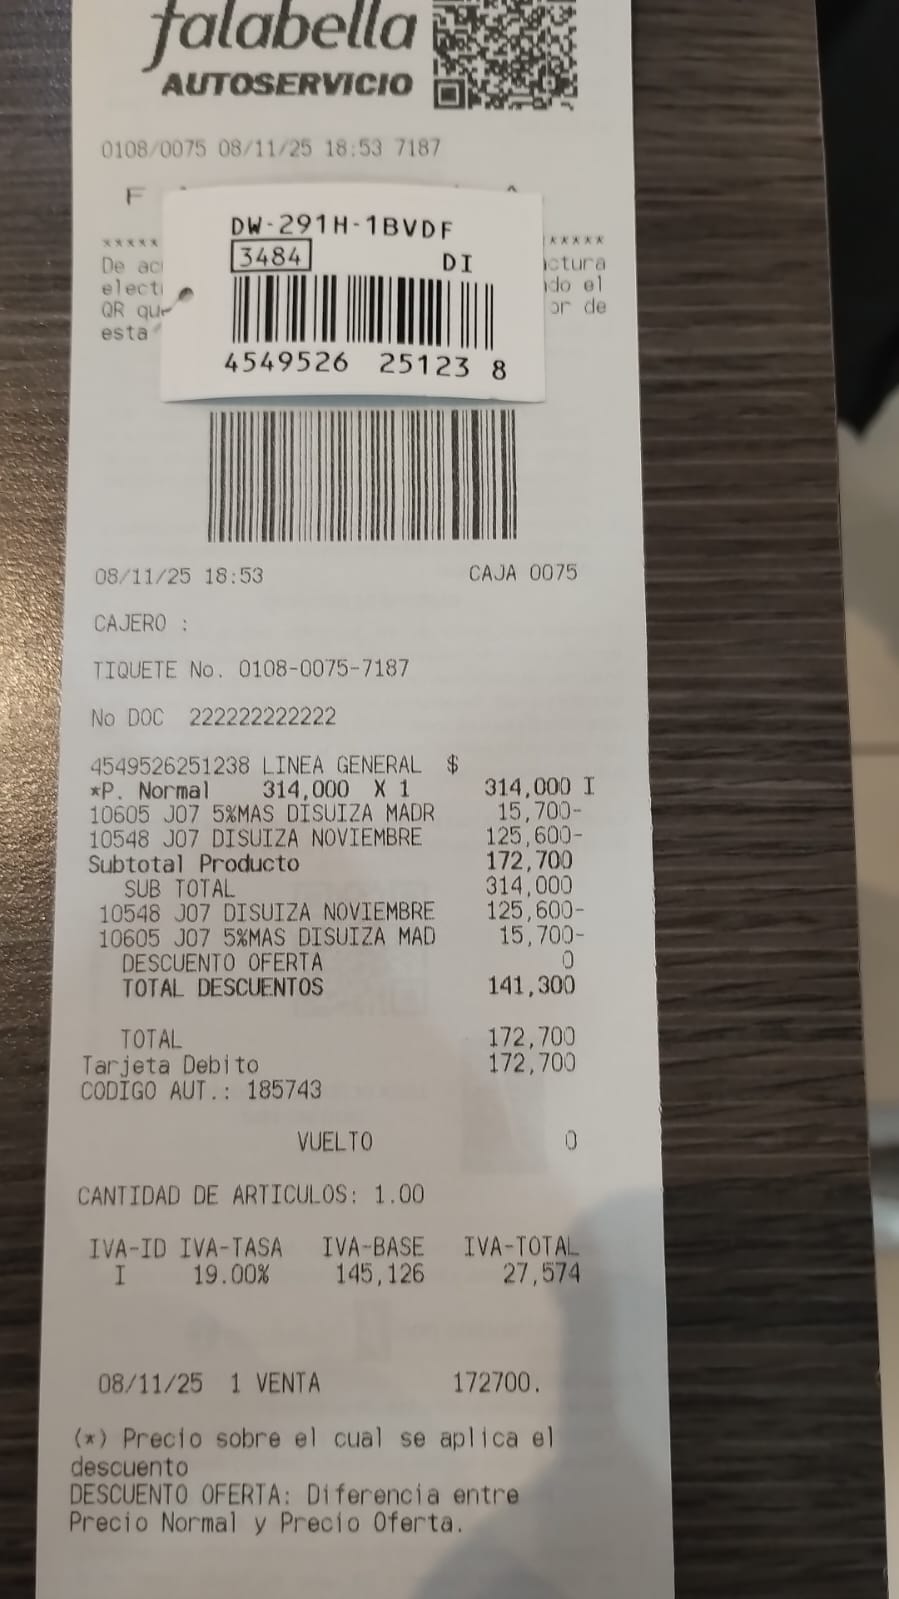 falabella
AUTOSERVICIO
0108/0075 08/11/25 18:53 7187
F
DW-291H-1BVDF
3484 DI
4549526 25123 8
*****
*****
De
el
QR
de
esta
08/11/25 18:53 CAJA 0075
CAJERO :
TIQUETE No. 0108-0075-7187
No DOC 222222222222
4549526251238 LINEA GENERAL $
*P. Normal 314,000 X 1 314,000 I
10605 J07 5%MAS DISUIZA MADR 15,700-
10548 J07 DISUIZA NOVIEMBRE 125,600-
Subtotal Producto 172,700
SUB TOTAL 314,000
10548 J07 DISUIZA NOVIEMBRE 125,600-
10605 J07 5%MAS DISUIZA MAD 15,700-
DESCUENTO OFERTA 0
TOTAL DESCUENTOS 141,300
TOTAL 172,700
Tarjeta Debito 172,700
CODIGO AUT.: 185743
VUELTO 0
CANTIDAD DE ARTICULOS: 1.00
IVA-ID IVA-TASA IVA-BASE IVA-TOTAL
I 19.00% 145,126 27,574
08/11/25 1 VENTA 172700.
(*) Precio sobre el cual se aplica el
descuento
DESCUENTO OFERTA: Diferencia entre
Precio Normal y Precio Oferta.